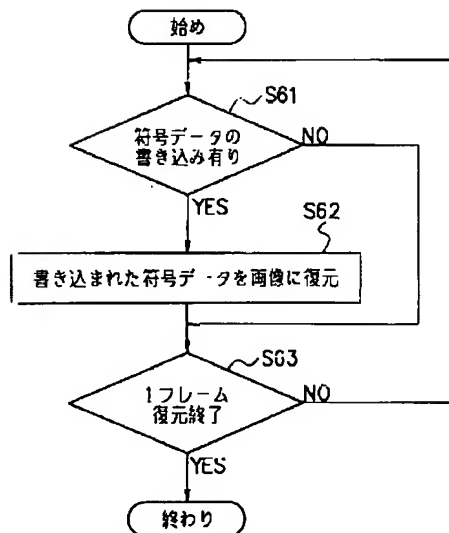 始め
S61
符号データの
書き込み有り
NO
YES
S62
書き込まれた符号データを画像に復元
S63
1フレーム
復元終了
NO
YES
終わり